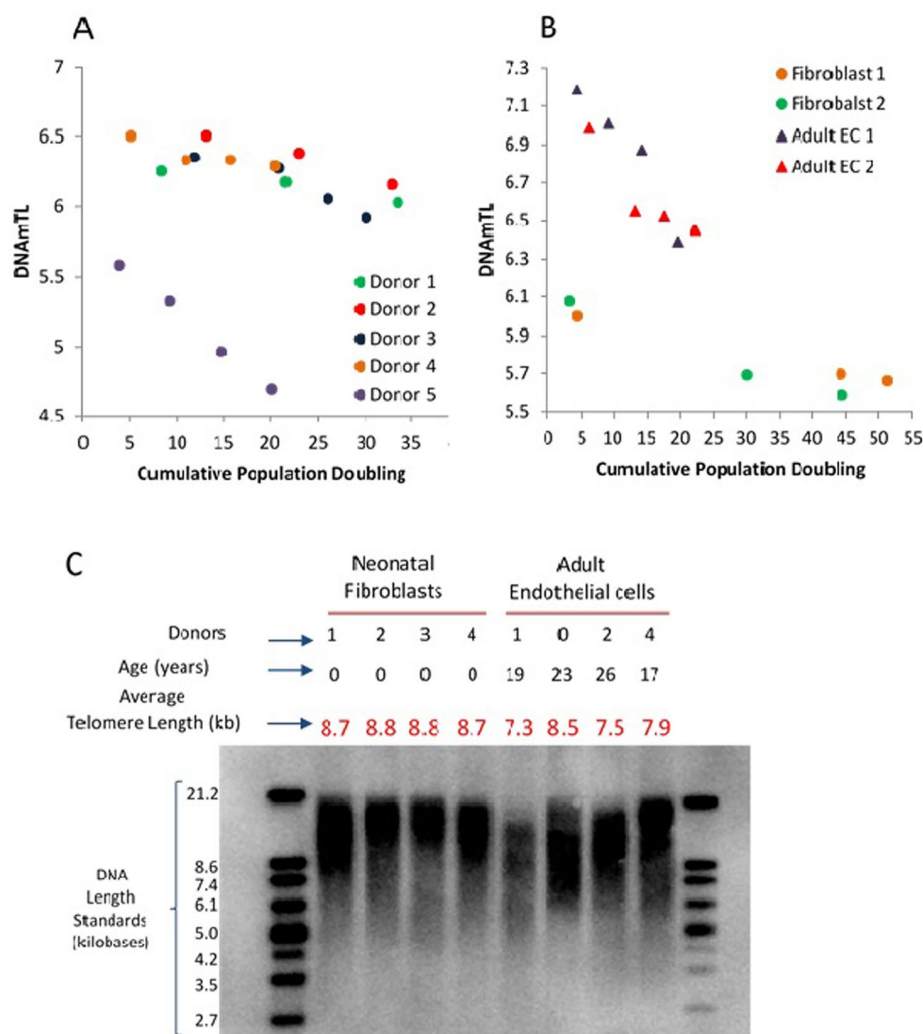 A
7
6.5
6
5.5
5
4.5
DNAmTL
0 5 10 15 20 25 30 35
Cumulative Population Doubling
Donor 1
Donor 2
Donor 3
Donor 4
Donor 5
B
7.3
7.1
6.9
6.7
6.5
6.3
6.1
5.9
5.7
5.5
DNAmTL
0 5 10 15 20 25 30 35 40 45 50 55
Cumulative Population Doubling
Fibroblast 1
Fibrobalst 2
Adult EC 1
Adult EC 2
C
Neonatal
Fibroblasts
Adult
Endothelial cells
Donors 1 2 3 4 1 0 2 4
Age (years) 0 0 0 0 19 23 26 17
Average
Telomere Length (kb) 8.7 8.8 8.8 8.7 7.3 8.5 7.5 7.9
DNA
Length
Standards
(kilobases)
21.2
8.6
7.4
6.1
5.0
4.2
3.5
2.7